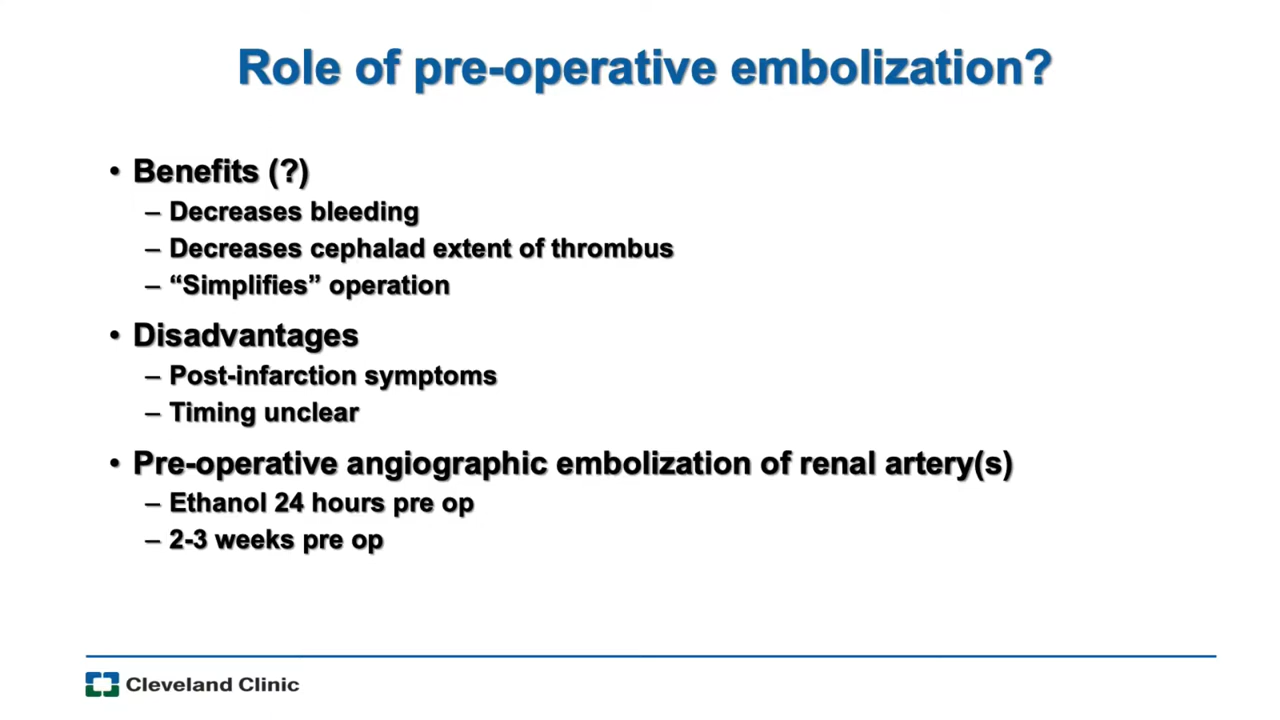 Role of pre-operative embolization?
• Benefits (?)
– Decreases bleeding
– Decreases cephalad extent of thrombus
– “Simplifies” operation
• Disadvantages
– Post-infarction symptoms
– Timing unclear
• Pre-operative angiographic embolization of renal artery(s)
– Ethanol 24 hours pre op
– 2-3 weeks pre op
Cleveland Clinic